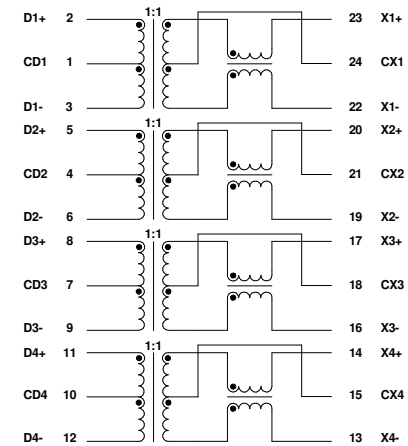 1:1
D1+ 2 23 X1+
CD1 1 24 CX1
D1- 3 22 X1-
1:1
D2+ 5 20 X2+
CD2 4 21 CX2
D2- 6 19 X2-
1:1
D3+ 8 17 X3+
CD3 7 18 CX3
D3- 9 16 X3-
1:1
D4+ 11 14 X4+
CD4 10 15 CX4
D4- 12 13 X4-